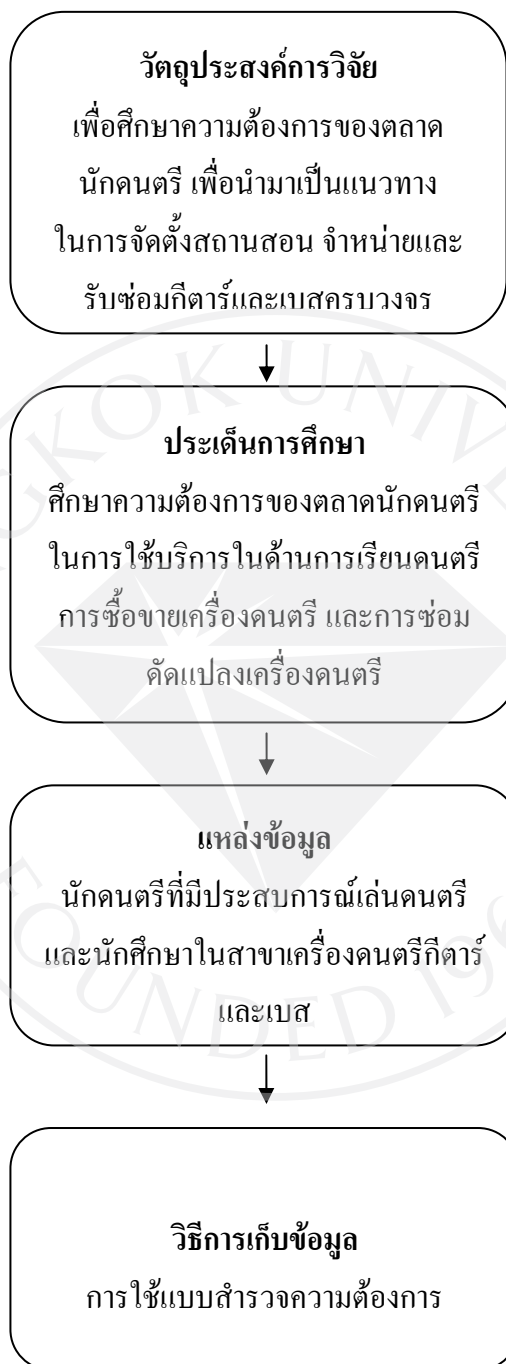 วัตถุประสงค์การวิจัย
เพื่อศึกษาความต้องการของตลาด
นักดนตรี เพื่อนำมาเป็นแนวทาง
ในการจัดตั้งสถานสอน จำหน่ายและ
รับซ่อมกีตาร์และเบสครบวงจร
ประเด็นการศึกษา
ศึกษาความต้องการของตลาดนักดนตรี
ในการใช้บริการในด้านการเรียนดนตรี
การซื้อขายเครื่องดนตรี และการซ่อม
ดัดแปลงเครื่องดนตรี
แหล่งข้อมูล
นักดนตรีที่มีประสบการณ์เล่นดนตรี
และนักศึกษาในสาขาเครื่องดนตรีกีตาร์
และเบส
วิธีการเก็บข้อมูล
การใช้แบบสำรวจความต้องการ